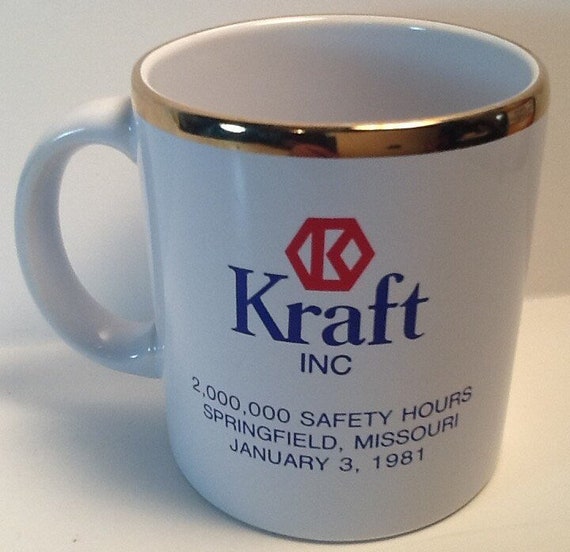 K
Kraft
INC
2,000,000 SAFETY HOURS
SPRINGFIELD, MISSOURI
JANUARY 3, 1981